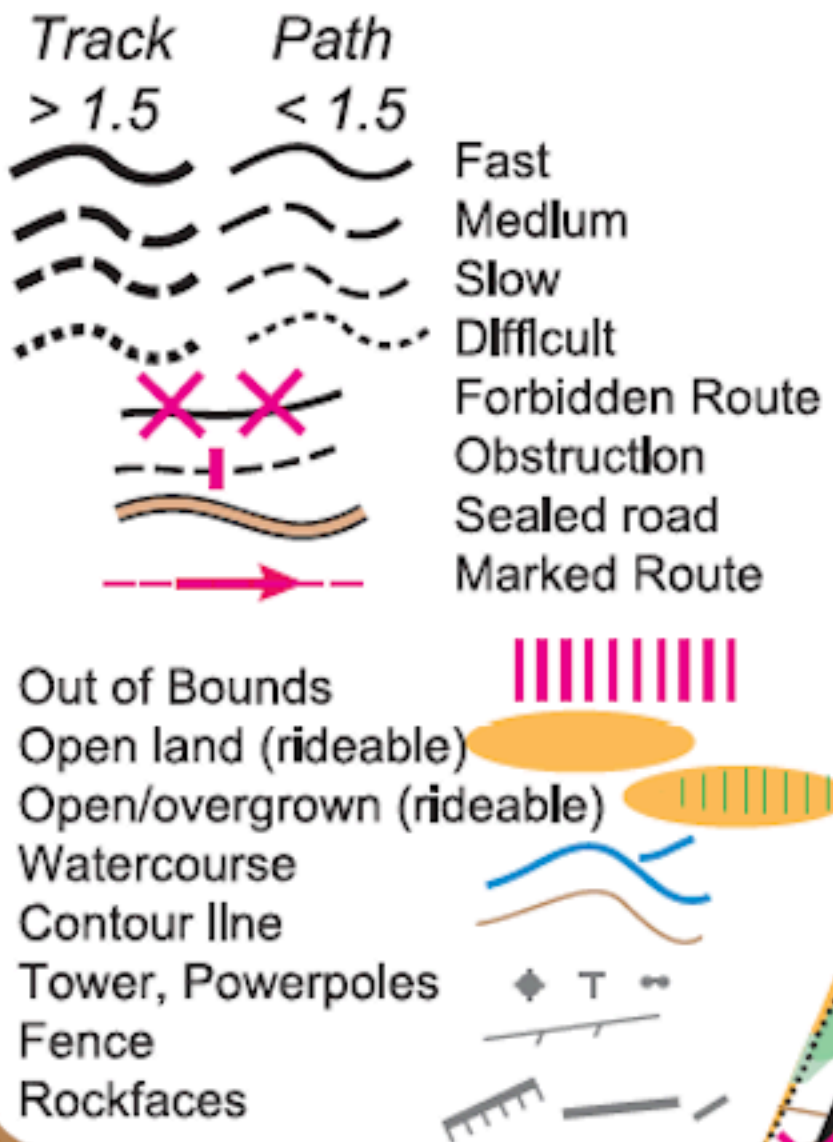 Track Path
> 1.5 < 1.5
Fast
Medium
Slow
Difficult
Forbidden Route
Obstruction
Sealed road
Marked Route
Out of Bounds
Open land (rideable)
Open/overgrown (rideable)
Watercourse
Contour line
Tower, Powerpoles
Fence
Rockfaces